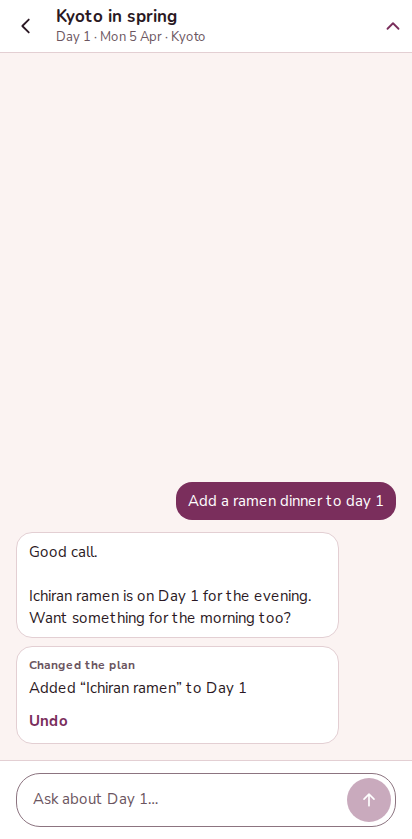 Kyoto in spring
Day 1 · Mon 5 Apr · Kyoto
Add a ramen dinner to day 1
Good call.
Ichiran ramen is on Day 1 for the evening.
Want something for the morning too?
Changed the plan
Added “Ichiran ramen” to Day 1
Undo
Ask about Day 1...